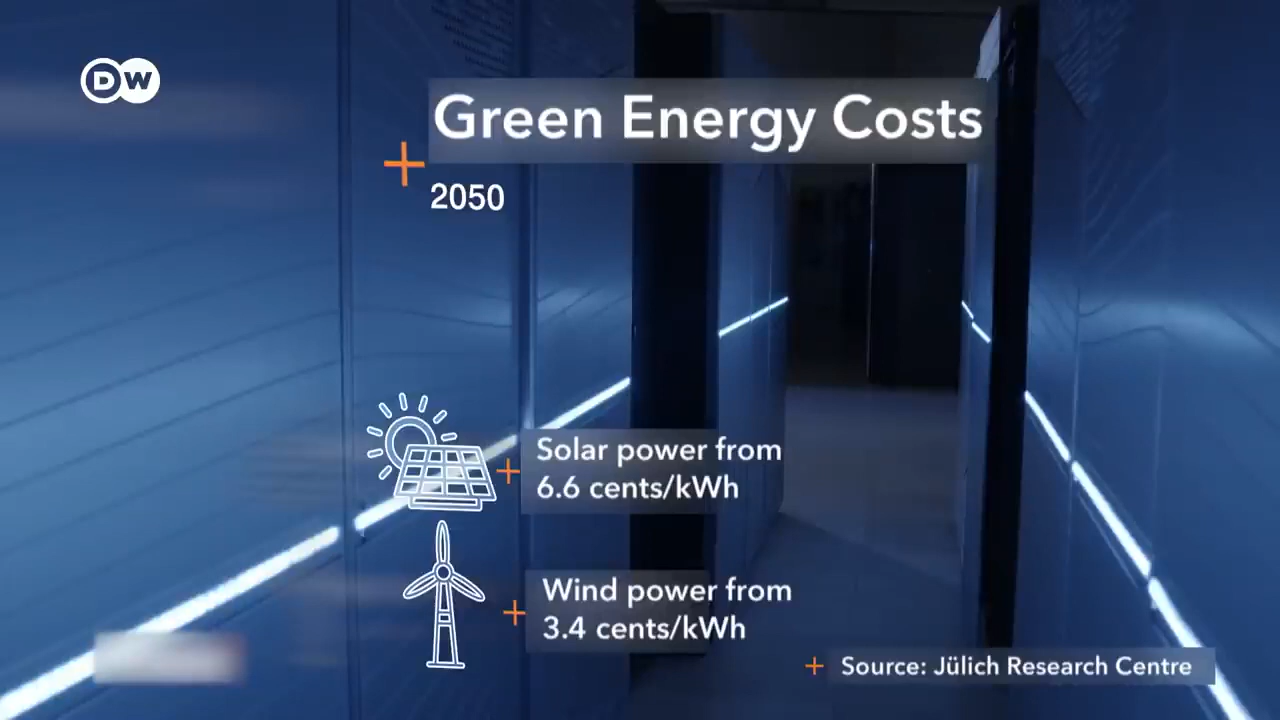 DW
Green Energy Costs
2050
Solar power from
6.6 cents/kWh
Wind power from
3.4 cents/kWh
Source: Jülich Research Centre